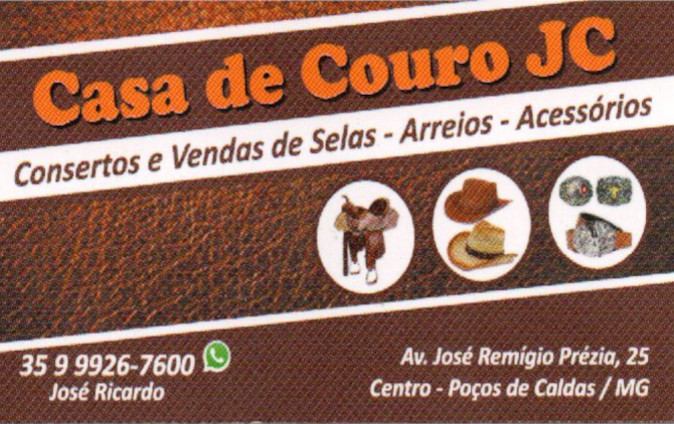 Casa de Couro JC
Consertos e Vendas de Selas - Arreios - Acessórios
35 9 9926-7600
José Ricardo
Av. José Remígio Prézia, 25
Centro - Poços de Caldas / MG